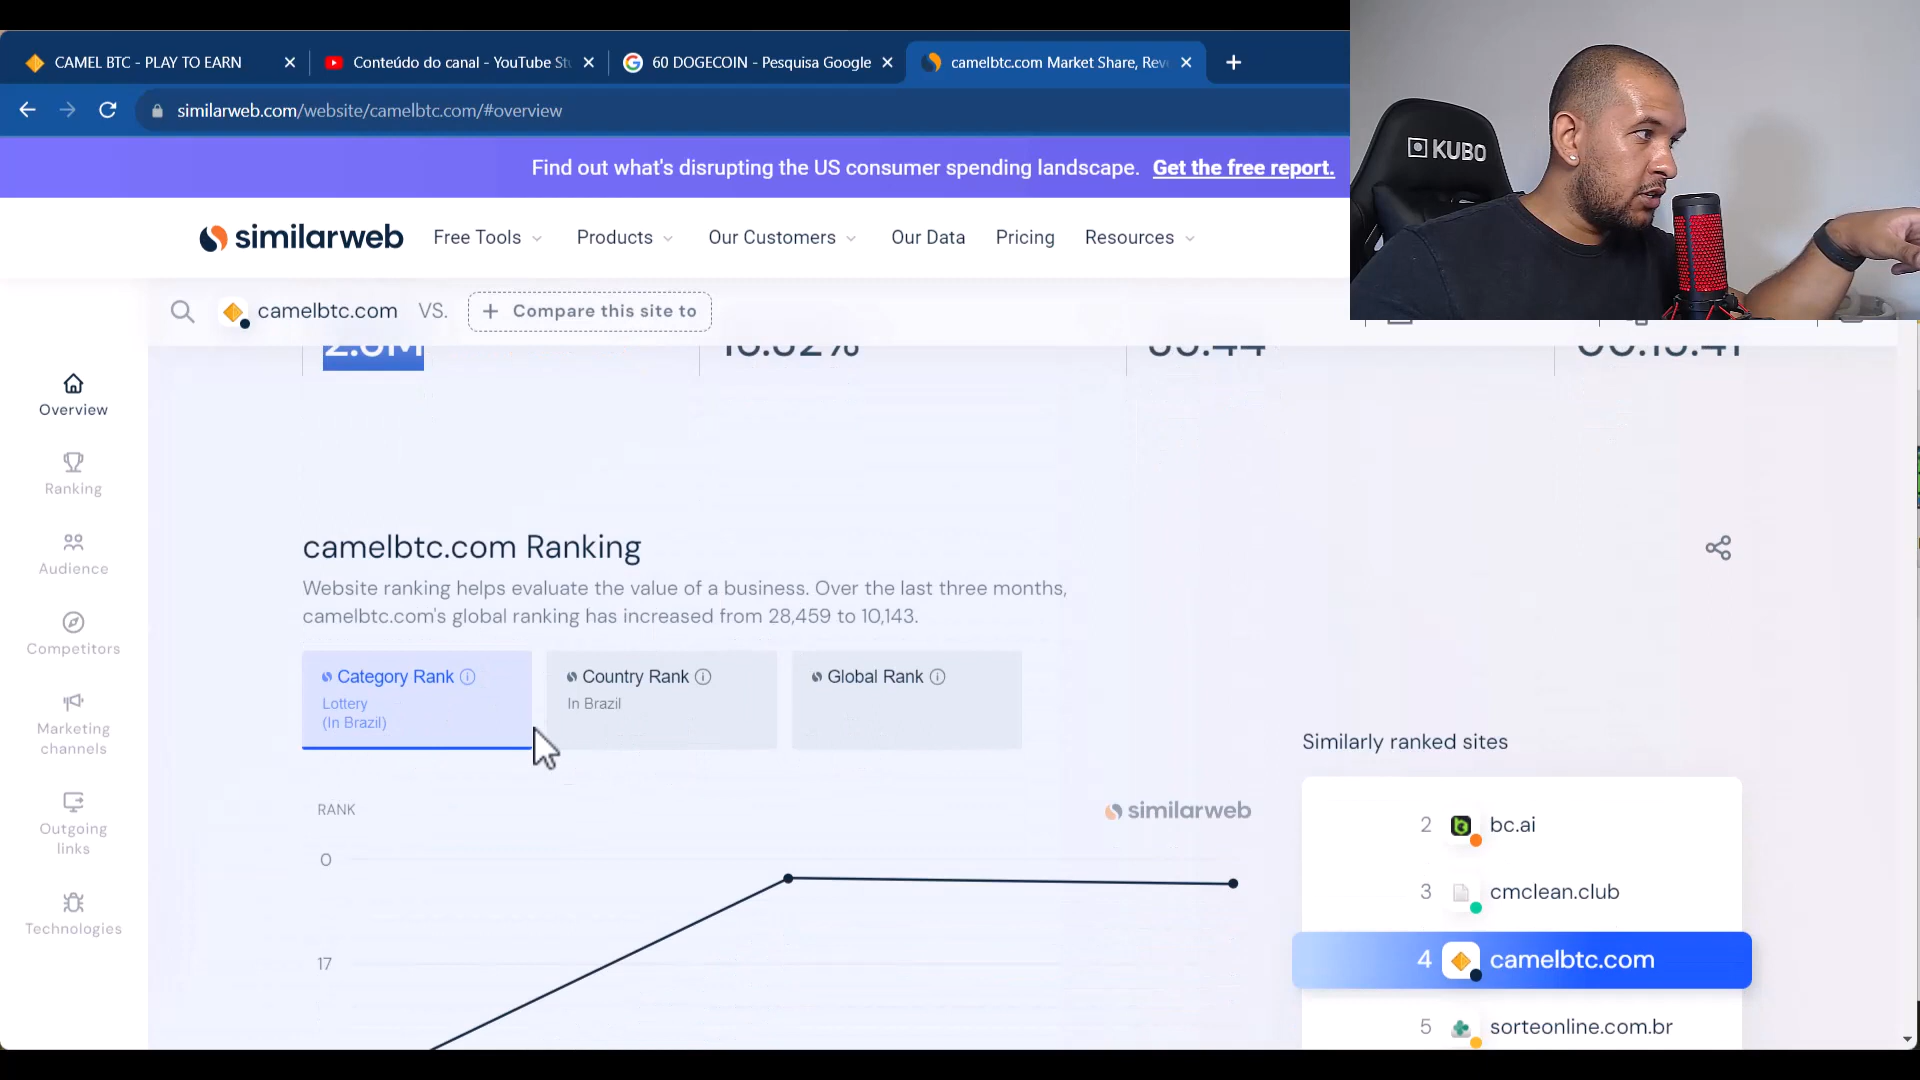 CAMEL BTC - PLAY TO EARN
Conteúdo do canal - YouTube St
60 DOGECOIN - Pesquisa Google
camelbtc.com Market Share, Rev
similarweb.com/website/camelbtc.com/#overview
Find out what's disrupting the US consumer spending landscape. Get the free report.
KUBO
similarweb
Free Tools
Products
Our Customers
Our Data
Pricing
Resources
camelbtc.com
VS.
+ Compare this site to
Overview
Ranking
Audience
Competitors
Marketing
channels
Outgoing
links
Technologies
camelbtc.com Ranking
Website ranking helps evaluate the value of a business. Over the last three months,
camelbtc.com's global ranking has increased from 28,459 to 10,143.
Category Rank
Lottery
(In Brazil)
Country Rank
In Brazil
Global Rank
RANK
similarweb
0
17
Similarly ranked sites
2 bc.ai
3 cmclean.club
4 camelbtc.com
5 sorteonline.com.br